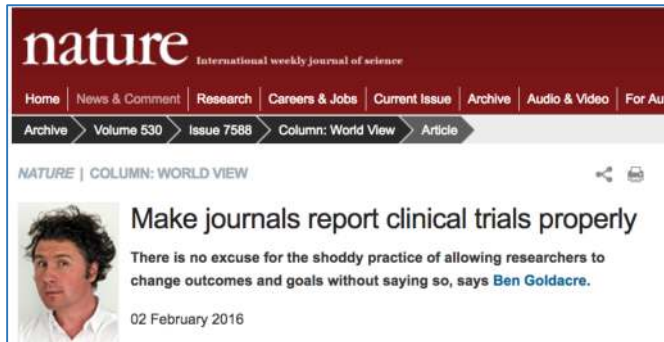 nature International weekly journal of science
Home News & Comment Research Careers & Jobs Current Issue Archive Audio & Video For Au
Archive Volume 530 Issue 7588 Column: World View Article
NATURE | COLUMN: WORLD VIEW
Make journals report clinical trials properly
There is no excuse for the shoddy practice of allowing researchers to
change outcomes and goals without saying so, says Ben Goldacre.
02 February 2016